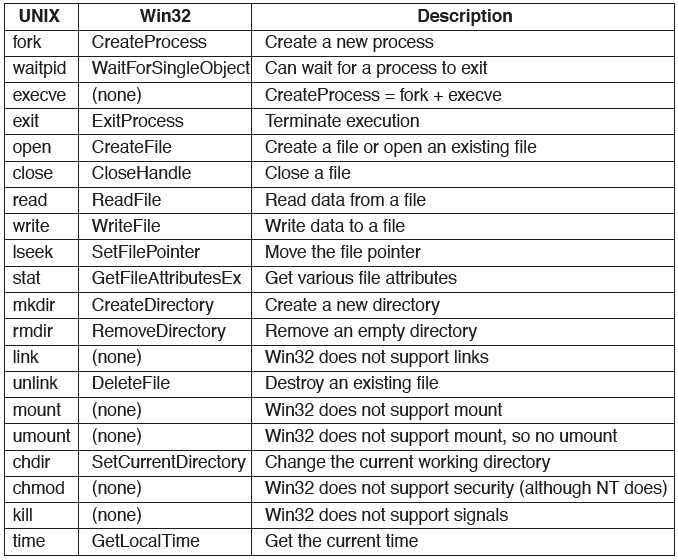 UNIX Win32 Description
fork CreateProcess Create a new process
waitpid WaitForSingleObject Can wait for a process to exit
execve (none) CreateProcess = fork + execve
exit ExitProcess Terminate execution
open CreateFile Create a file or open an existing file
close CloseHandle Close a file
read ReadFile Read data from a file
write WriteFile Write data to a file
lseek SetFilePointer Move the file pointer
stat GetFileAttributesEx Get various file attributes
mkdir CreateDirectory Create a new directory
rmdir RemoveDirectory Remove an empty directory
link (none) Win32 does not support links
unlink DeleteFile Destroy an existing file
mount (none) Win32 does not support mount
umount (none) Win32 does not support mount, so no umount
chdir SetCurrentDirectory Change the current working directory
chmod (none) Win32 does not support security (although NT does)
kill (none) Win32 does not support signals
time GetLocalTime Get the current time